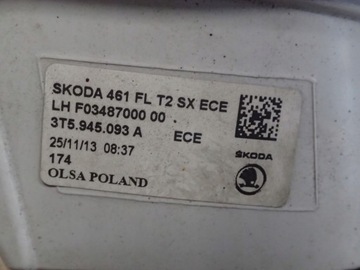 SKODA 461 FL T2 SX ECE
LH F03487000 00
3T5.945.093 A ECE
25/11/13 08:37
174
ŠKODA
OLSA POLAND